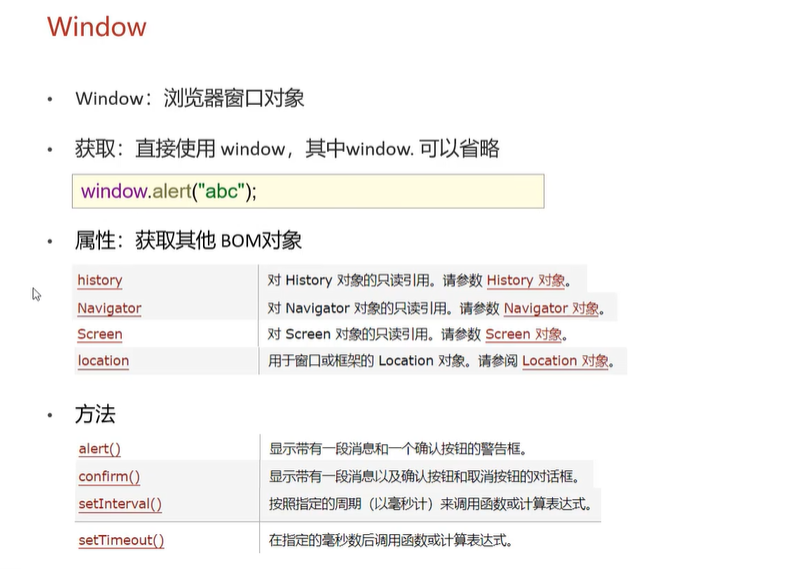 Window
• Window：浏览器窗口对象
• 获取：直接使用 window，其中window. 可以省略
window.alert("abc");
• 属性：获取其他 BOM对象
history 对 History 对象的只读引用。请参数 History 对象。
Navigator 对 Navigator 对象的只读引用。请参数 Navigator 对象。
Screen 对 Screen 对象的只读引用。请参数 Screen 对象。
location 用于窗口或框架的 Location 对象。请参阅 Location 对象。
• 方法
alert() 显示带有一段消息和一个确认按钮的警告框。
confirm() 显示带有一段消息以及确认按钮和取消按钮的对话框。
setInterval() 按照指定的周期（以毫秒计）来调用函数或计算表达式。
setTimeout() 在指定的毫秒数后调用函数或计算表达式。